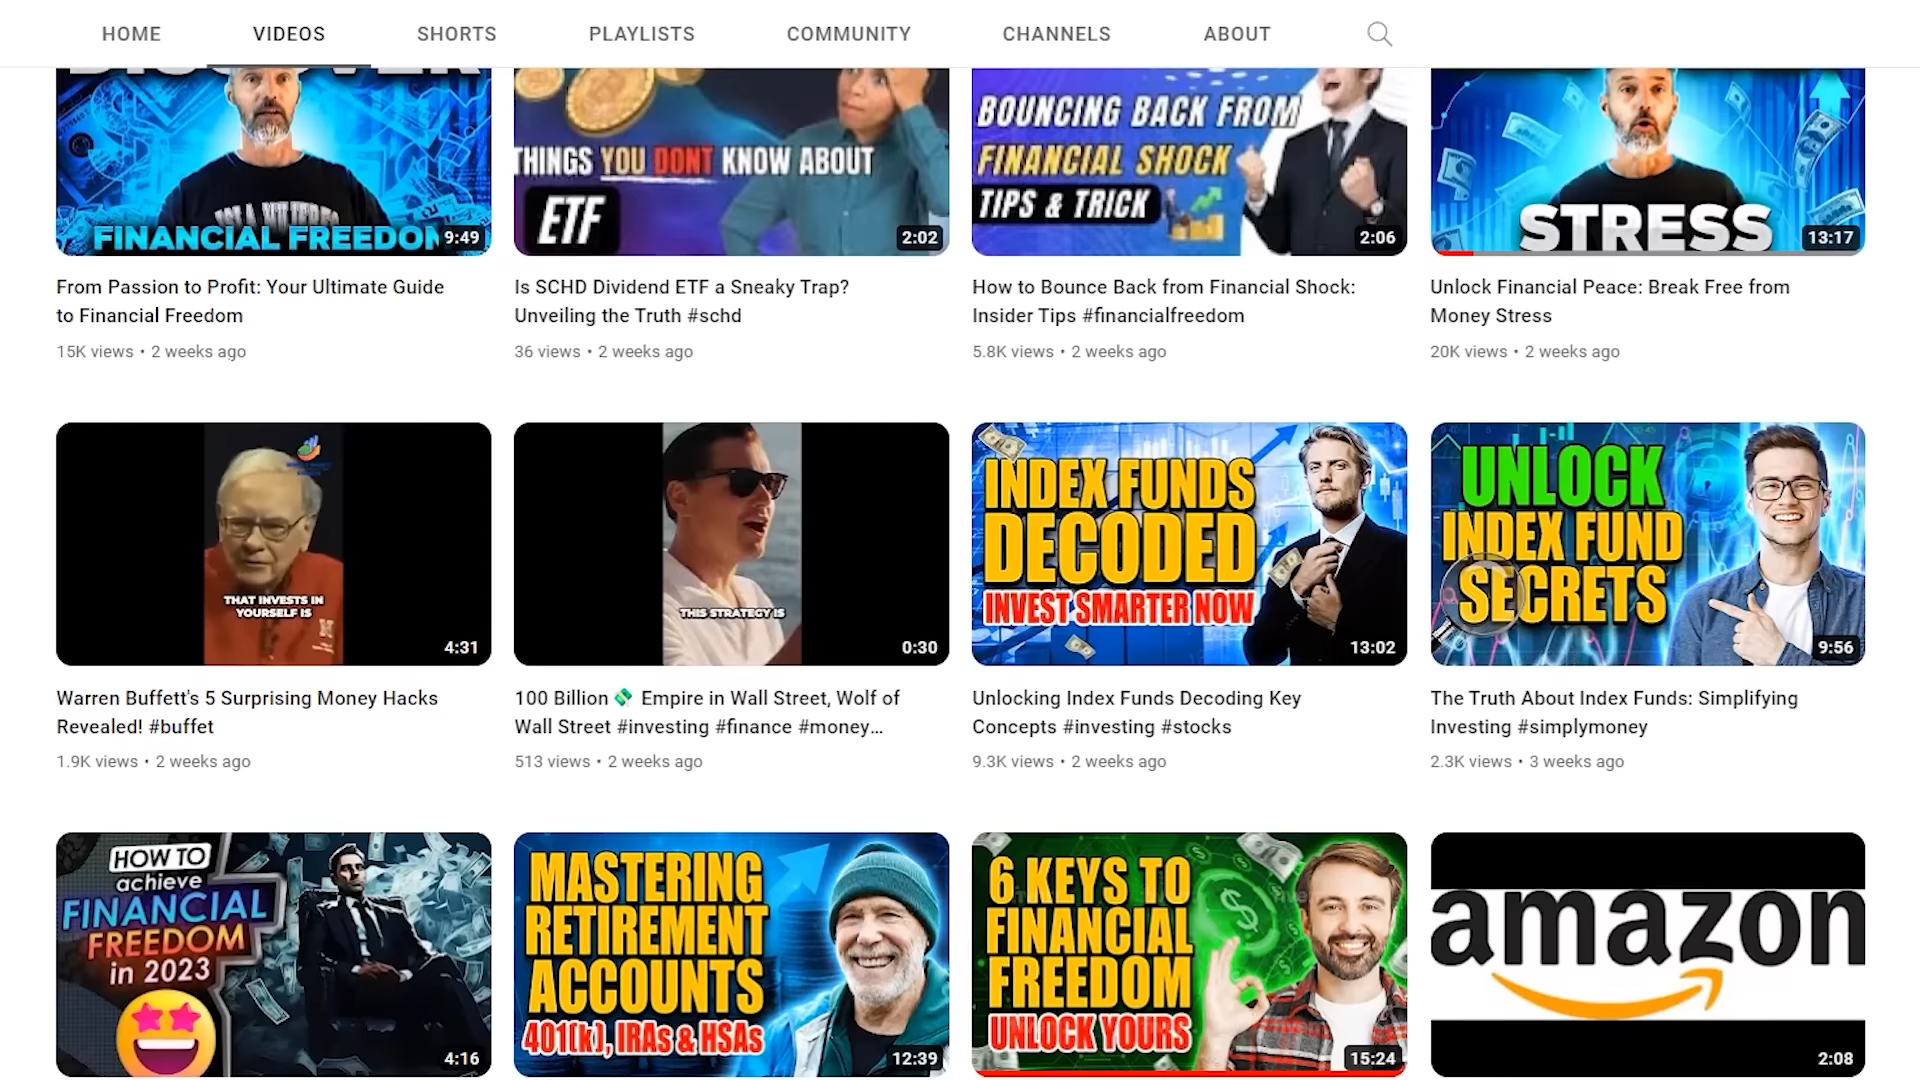 HOME
VIDEOS
SHORTS
PLAYLISTS
COMMUNITY
CHANNELS
ABOUT
FINANCIAL FREEDOM
9:49
THINGS YOU DONT KNOW ABOUT
ETF
2:02
BOUNCING BACK FROM
FINANCIAL SHOCK
TIPS & TRICK
2:06
STRESS
13:17
From Passion to Profit: Your Ultimate Guide
to Financial Freedom
15K views • 2 weeks ago
Is SCHD Dividend ETF a Sneaky Trap?
Unveiling the Truth #schd
36 views • 2 weeks ago
How to Bounce Back from Financial Shock:
Insider Tips #financialfreedom
5.8K views • 2 weeks ago
Unlock Financial Peace: Break Free from
Money Stress
20K views • 2 weeks ago
THAT INVESTS IN
YOURSELF IS
4:31
THIS STRATEGY IS
0:30
INDEX FUNDS
DECODED
INVEST SMARTER NOW
13:02
UNLOCK
INDEX FUND
SECRETS
9:56
Warren Buffett's 5 Surprising Money Hacks
Revealed! #buffet
1.9K views • 2 weeks ago
100 Billion 💸 Empire in Wall Street, Wolf of
Wall Street #investing #finance #money...
513 views • 2 weeks ago
Unlocking Index Funds Decoding Key
Concepts #investing #stocks
9.3K views • 2 weeks ago
The Truth About Index Funds: Simplifying
Investing #simplymoney
2.3K views • 3 weeks ago
HOW TO
achieve
FINANCIAL
FREEDOM
in 2023
4:16
MASTERING
RETIREMENT
ACCOUNTS
401(k), IRAs & HSAs
12:39
6 KEYS TO
FINANCIAL
FREEDOM
UNLOCK YOURS
15:24
amazon
2:08